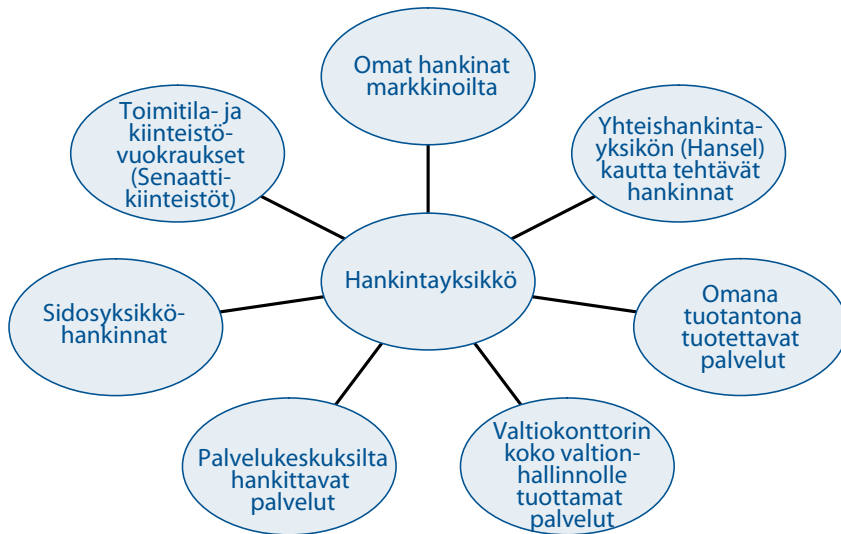 Omat hankinat
markkinoilta
Toimitila- ja
kiinteistö-
vuokraukset
(Senaatti-
kiinteistöt)
Yhteishankinta-
yksikön (Hansel)
kautta tehtävät
hankinnat
Hankintayksikkö
Sidosyksikkö-
hankinnat
Omana
tuotantona
tuotettavat
palvelut
Palvelukeskuksilta
hankittavat
palvelut
Valtiokonttorin
koko valtion-
hallinnolle
tuottamat
palvelut